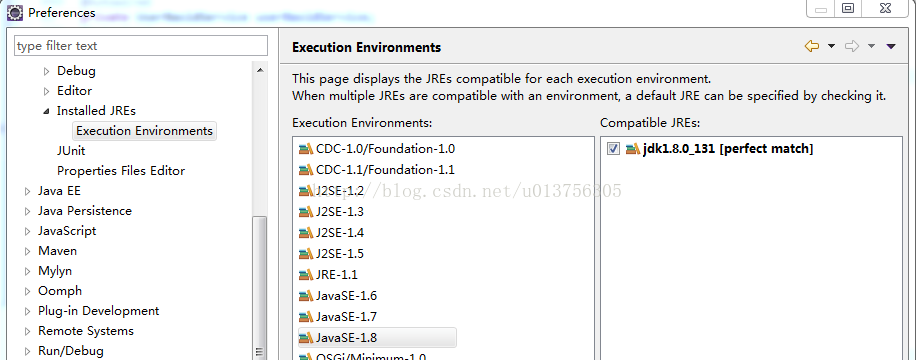 Preferences
type filter text
Debug
Editor
Installed JREs
Execution Environments
JUnit
Properties Files Editor
Java EE
Java Persistence
JavaScript
Maven
Mylyn
Oomph
Plug-in Development
Remote Systems
Run/Debug
Execution Environments
This page displays the JREs compatible for each execution environment.
When multiple JREs are compatible with an environment, a default JRE can be specified by checking it.
Execution Environments:
CDC-1.0/Foundation-1.0
CDC-1.1/Foundation-1.1
J2SE-1.2
J2SE-1.3
J2SE-1.4
J2SE-1.5
JRE-1.1
JavaSE-1.6
JavaSE-1.7
JavaSE-1.8
OSGi/Minimum-1.0
Compatible JREs:
jdk1.8.0_131 [perfect match]
http://blog.csdn.net/u013756305